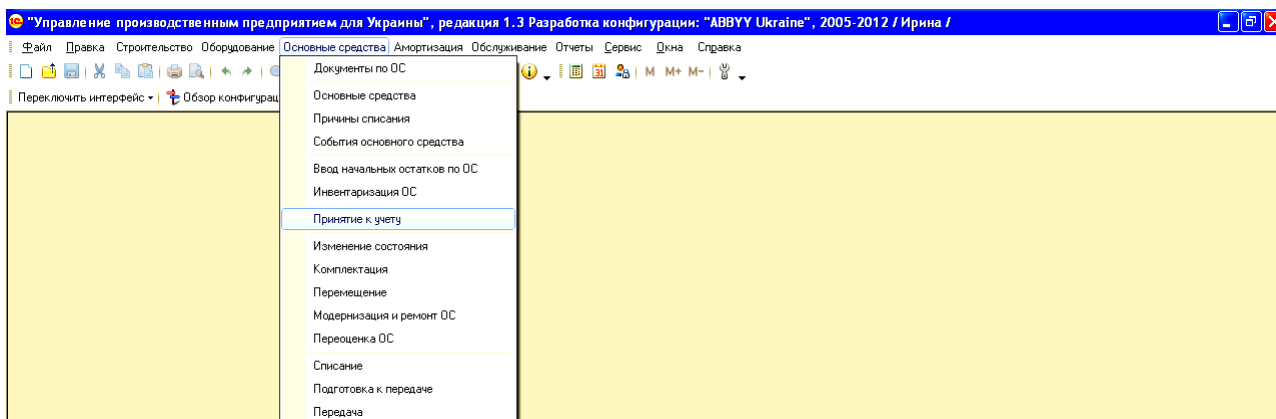 "Управление производственным предприятием для Украины", редакция 1.3 Разработка конфигурации: "ABBYY Ukraine", 2005-2012 / Ирина /
Файл Правка Строительство Оборудование Основные средства Амортизация Обслуживание Отчеты Сервис Окна Справка
M M+ M-
Переключить интерфейс Обзор конфигурац
Документы по ОС
Основные средства
Причины списания
События основного средства
Ввод начальных остатков по ОС
Инвентаризация ОС
Принятие к учету
Изменение состояния
Комплектация
Перемещение
Модернизация и ремонт ОС
Переоценка ОС
Списание
Подготовка к передаче
Передача